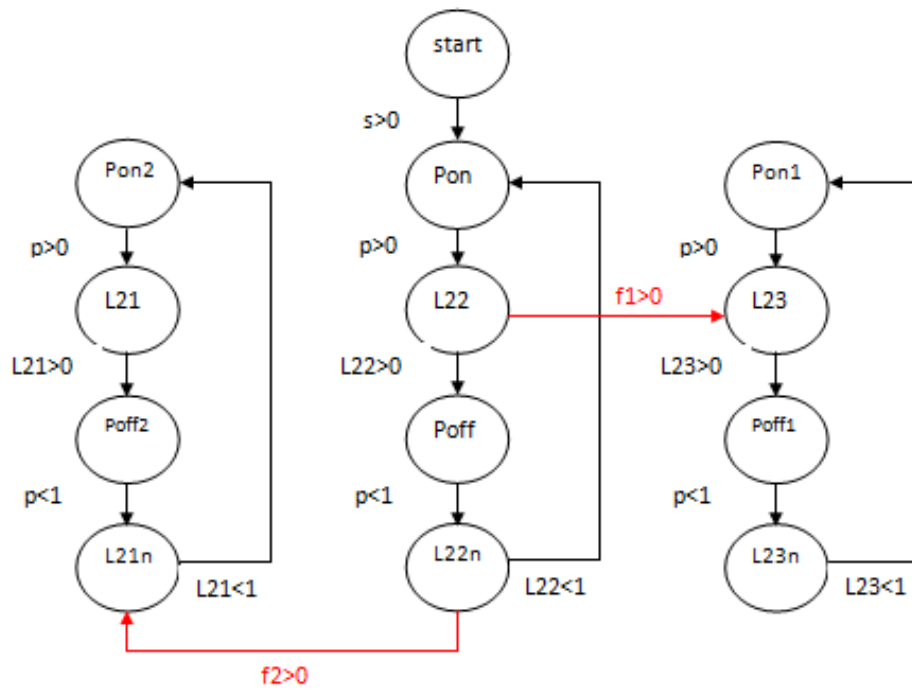 start
s>0
Pon2
Pon
Pon1
p>0
p>0
p>0
L21
L22
f1>0
L23
L21>0
L22>0
L23>0
Poff2
Poff
Poff1
p<1
p<1
p<1
L21n
L22n
L23n
L21<1
L22<1
L23<1
f2>0